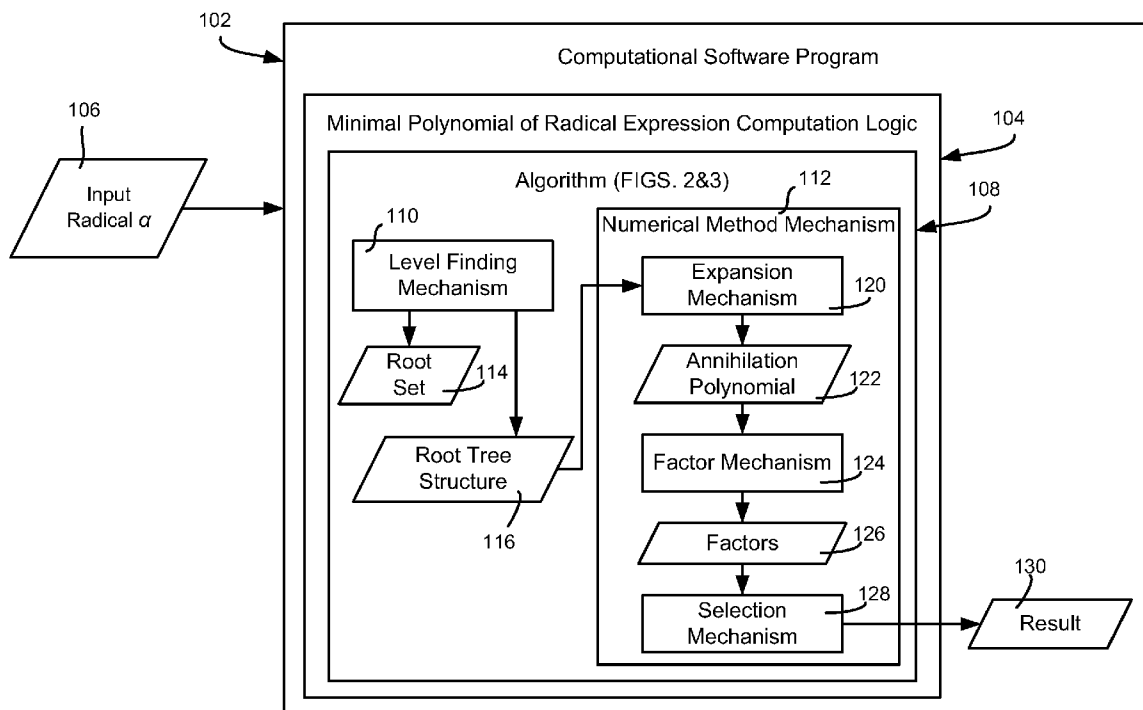 102
Computational Software Program
106
Minimal Polynomial of Radical Expression Computation Logic
104
Input
Radical α
Algorithm (FIGS. 2&3)
112
108
110
Numerical Method Mechanism
Level Finding
Mechanism
Expansion
Mechanism
120
Root
Set
114
Annihilation
Polynomial
122
Root Tree
Structure
116
Factor Mechanism
124
Factors
126
Selection
Mechanism
128
130
Result